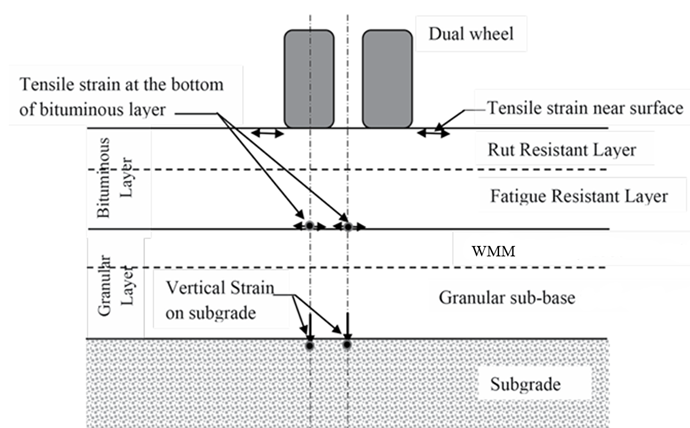 Dual wheel
Tensile strain at the bottom
of bituminous layer
Tensile strain near surface
Rut Resistant Layer
Bituminous
Layer
Fatigue Resistant Layer
WMM
Granular
Layer
Vertical Strain
on subgrade
Granular sub-base
Subgrade